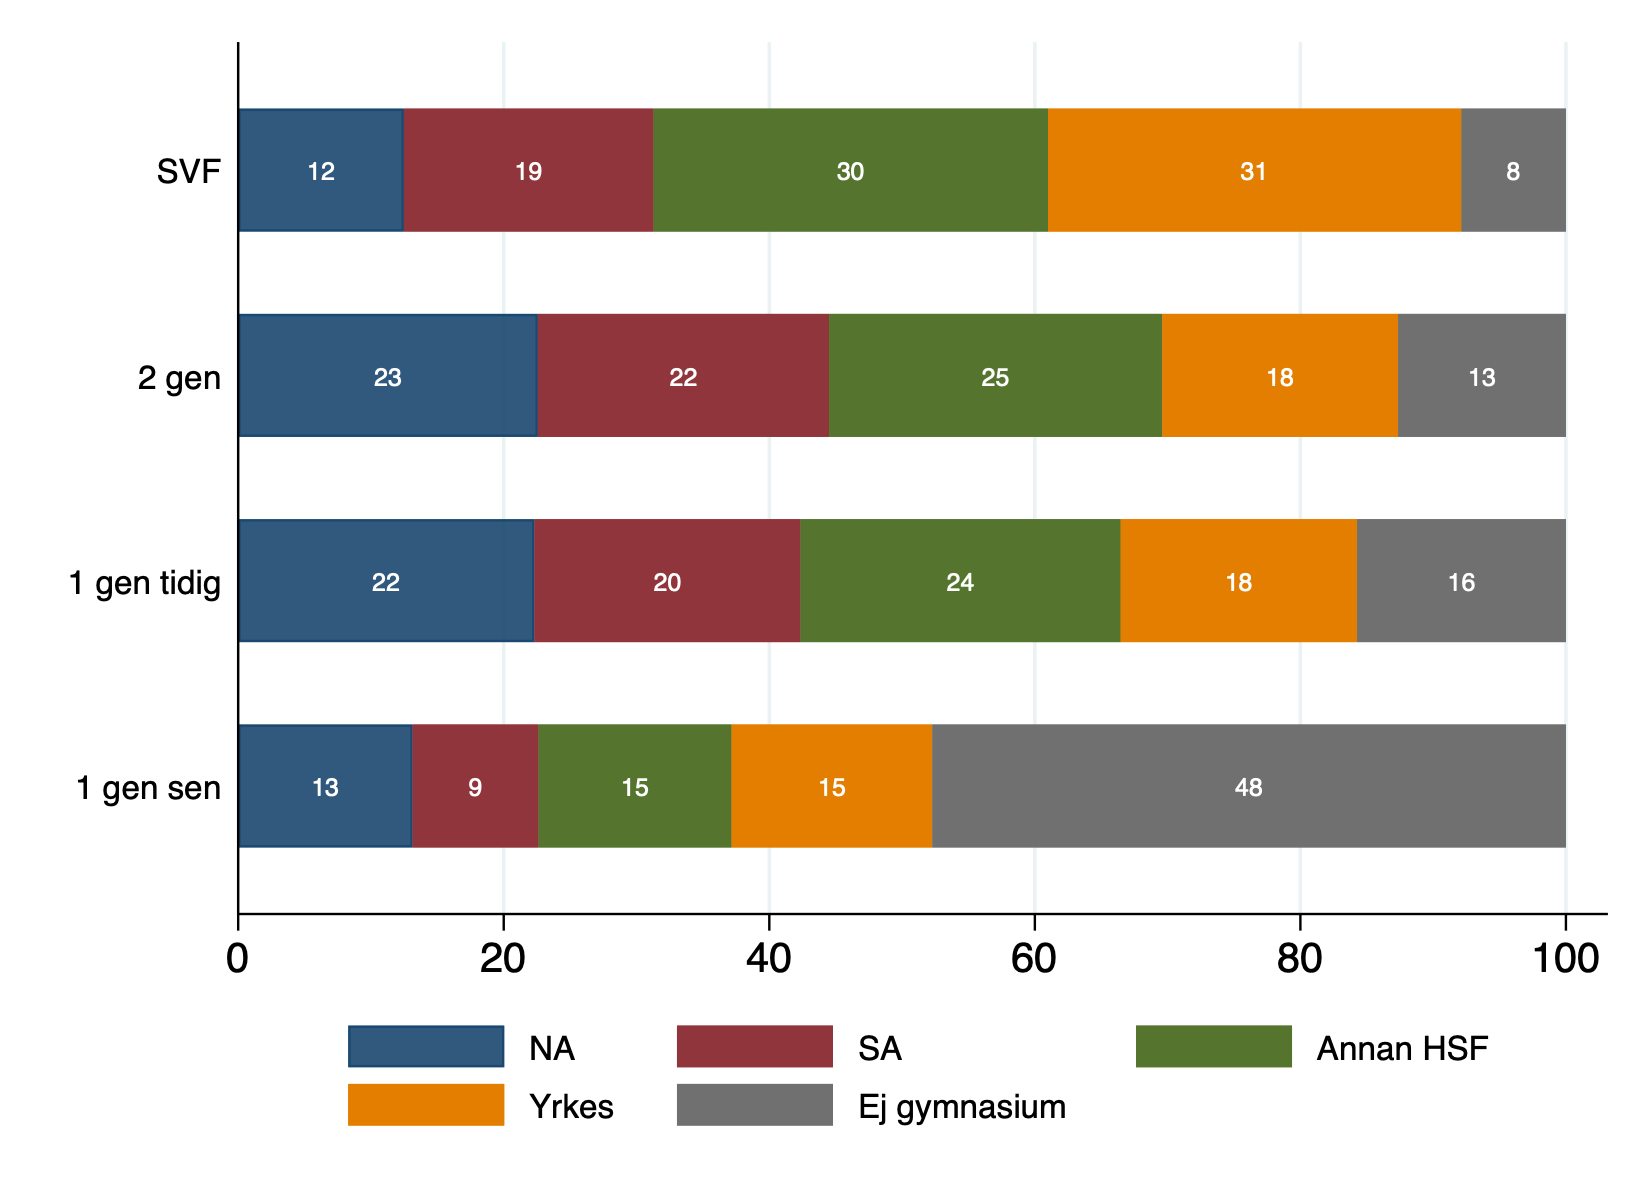 SVF 12 19 30 31 8
2 gen 23 22 25 18 13
1 gen tidig 22 20 24 18 16
1 gen sen 13 9 15 15 48
0 20 40 60 80 100
NA SA Annan HSF
Yrkes Ej gymnasium